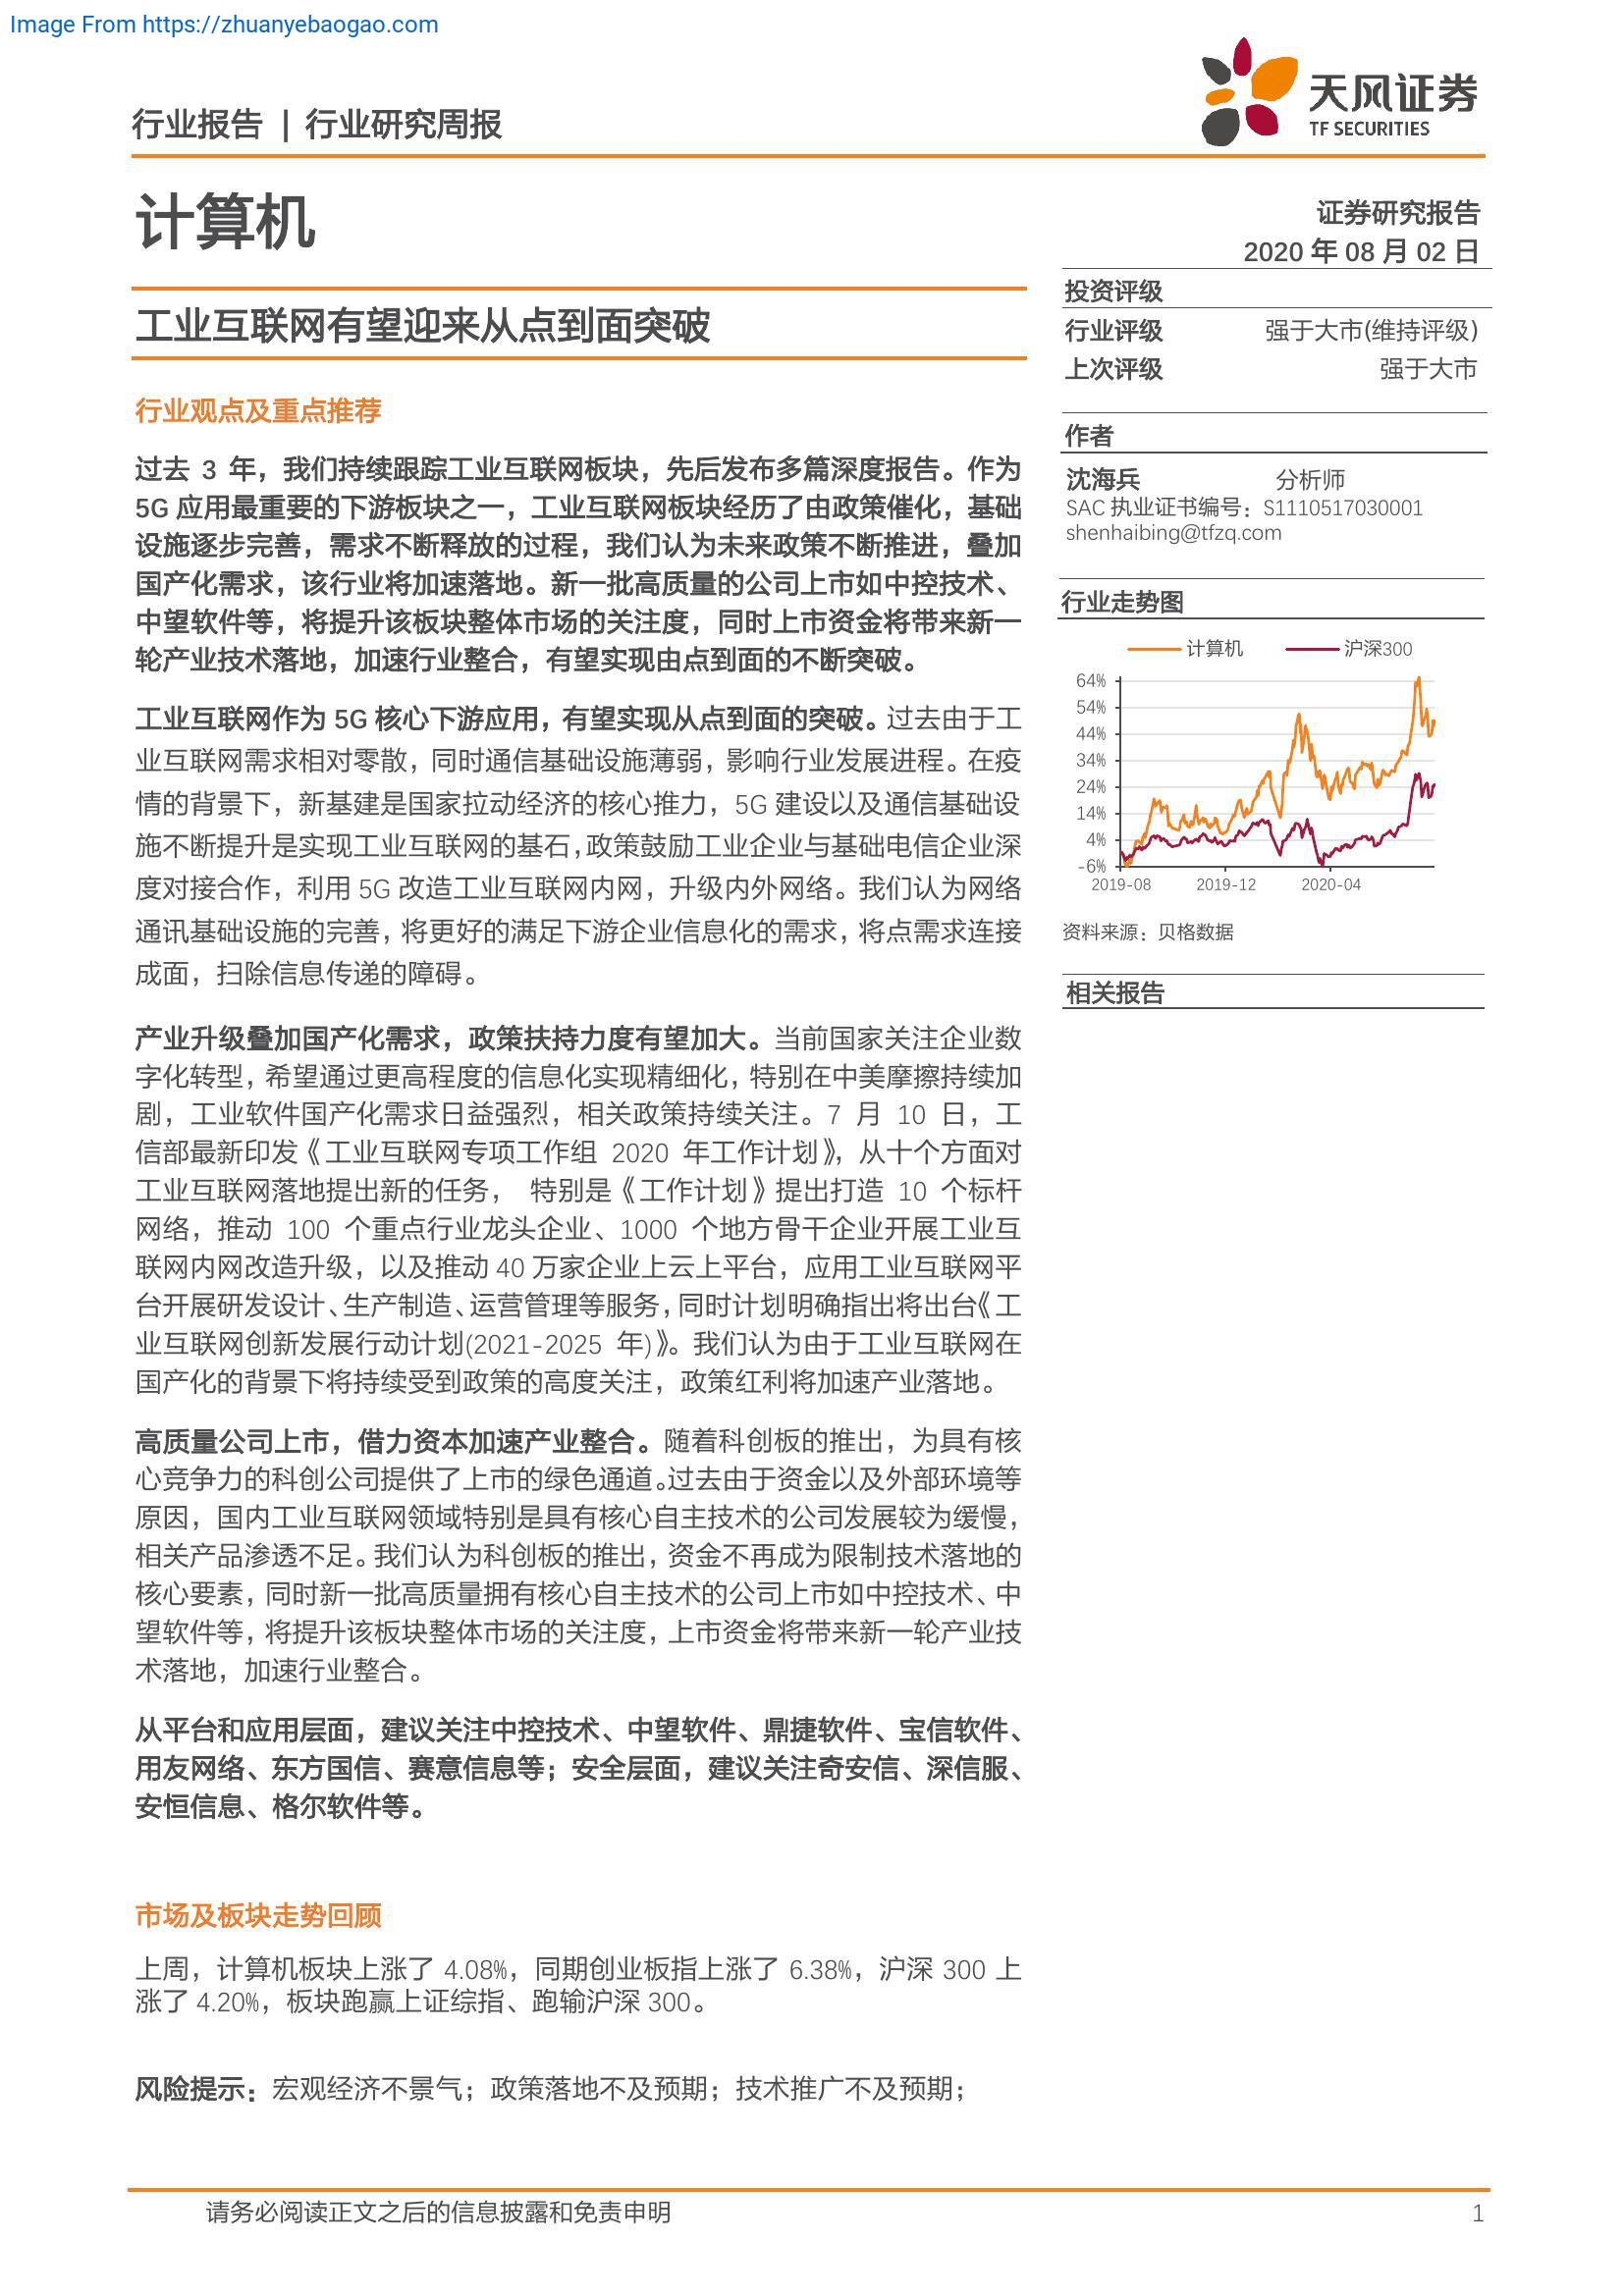 Image From https://zhuanyebaogao.com
天风证券
TF SECURITIES
行业报告 | 行业研究周报
计算机
证券研究报告
2020 年 08 月 02 日
工业互联网有望迎来从点到面突破
投资评级
行业评级 强于大市(维持评级)
上次评级 强于大市
作者
沈海兵 分析师
SAC 执业证书编号：S1110517030001
shenhaibing@tfzq.com
行业走势图
计算机 沪深300
64%
54%
44%
34%
24%
14%
4%
-6%
2019-08 2019-12 2020-04
资料来源：贝格数据
相关报告
行业观点及重点推荐
过去 3 年，我们持续跟踪工业互联网板块，先后发布多篇深度报告。作为
5G 应用最重要的下游板块之一，工业互联网板块经历了由政策催化，基础
设施逐步完善，需求不断释放的过程，我们认为未来政策不断推进，叠加
国产化需求，该行业将加速落地。新一批高质量的公司上市如中控技术、
中望软件等，将提升该板块整体市场的关注度，同时上市资金将带来新一
轮产业技术落地，加速行业整合，有望实现由点到面的不断突破。
工业互联网作为 5G 核心下游应用，有望实现从点到面的突破。过去由于工
业互联网需求相对零散，同时通信基础设施薄弱，影响行业发展进程。在疫
情的背景下，新基建是国家拉动经济的核心推力，5G 建设以及通信基础设
施不断提升是实现工业互联网的基石，政策鼓励工业企业与基础电信企业深
度对接合作，利用 5G 改造工业互联网内网，升级内外网络。我们认为网络
通讯基础设施的完善，将更好的满足下游企业信息化的需求，将点需求连接
成面，扫除信息传递的障碍。
产业升级叠加国产化需求，政策扶持力度有望加大。当前国家关注企业数
字化转型，希望通过更高程度的信息化实现精细化，特别在中美摩擦持续加
剧，工业软件国产化需求日益强烈，相关政策持续关注。7 月 10 日，工
信部最新印发《工业互联网专项工作组 2020 年工作计划》，从十个方面对
工业互联网落地提出新的任务， 特别是《工作计划》提出打造 10 个标杆
网络，推动 100 个重点行业龙头企业、1000 个地方骨干企业开展工业互
联网内网改造升级，以及推动 40 万家企业上云上平台，应用工业互联网平
台开展研发设计、生产制造、运营管理等服务，同时计划明确指出将出台《工
业互联网创新发展行动计划(2021-2025 年)》。我们认为由于工业互联网在
国产化的背景下将持续受到政策的高度关注，政策红利将加速产业落地。
高质量公司上市，借力资本加速产业整合。随着科创板的推出，为具有核
心竞争力的科创公司提供了上市的绿色通道。过去由于资金以及外部环境等
原因，国内工业互联网领域特别是具有核心自主技术的公司发展较为缓慢，
相关产品渗透不足。我们认为科创板的推出，资金不再成为限制技术落地的
核心要素，同时新一批高质量拥有核心自主技术的公司上市如中控技术、中
望软件等，将提升该板块整体市场的关注度，上市资金将带来新一轮产业技
术落地，加速行业整合。
从平台和应用层面，建议关注中控技术、中望软件、鼎捷软件、宝信软件、
用友网络、东方国信、赛意信息等；安全层面，建议关注奇安信、深信服、
安恒信息、格尔软件等。
市场及板块走势回顾
上周，计算机板块上涨了 4.08%，同期创业板指上涨了 6.38%，沪深 300 上
涨了 4.20%，板块跑赢上证综指、跑输沪深 300。
风险提示：宏观经济不景气；政策落地不及预期；技术推广不及预期；
请务必阅读正文之后的信息披露和免责申明 1